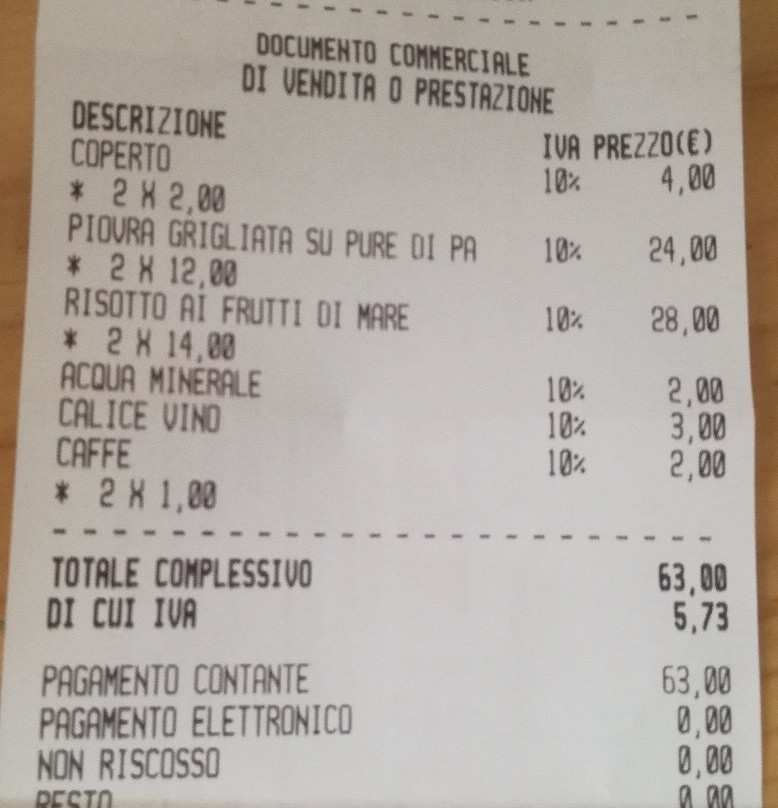 DOCUMENTO COMMERCIALE
DI VENDITA O PRESTAZIONE
DESCRIZIONE IVA PREZZO(€)
COPERTO 10% 4,00
* 2 X 2,00
PIOVRA GRIGLIATA SU PURE DI PA 10% 24,00
* 2 X 12,00
RISOTTO AI FRUTTI DI MARE 10% 28,00
* 2 X 14,00
ACQUA MINERALE 10% 2,00
CALICE VINO 10% 3,00
CAFFE 10% 2,00
* 2 X 1,00
TOTALE COMPLESSIVO 63,00
DI CUI IVA 5,73
PAGAMENTO CONTANTE 63,00
PAGAMENTO ELETTRONICO 0,00
NON RISCOSSO 0,00
RESTO 0,00